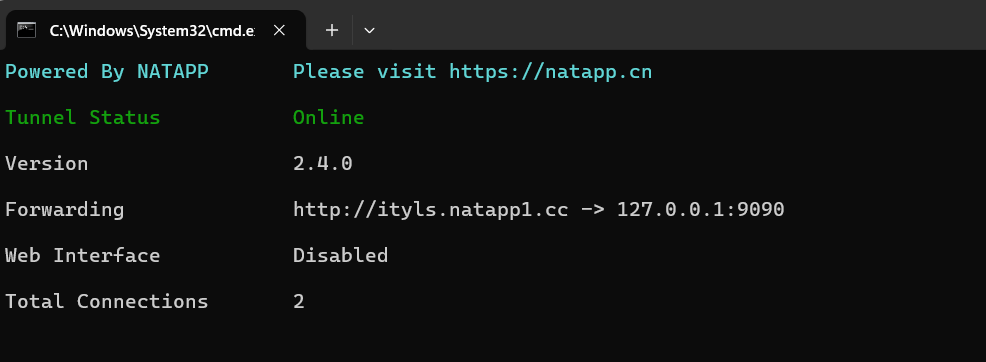 C:\Windows\System32\cmd.e
Powered By NATAPP Please visit https://natapp.cn
Tunnel Status Online
Version 2.4.0
Forwarding http://ityls.natapp1.cc -> 127.0.0.1:9090
Web Interface Disabled
Total Connections 2